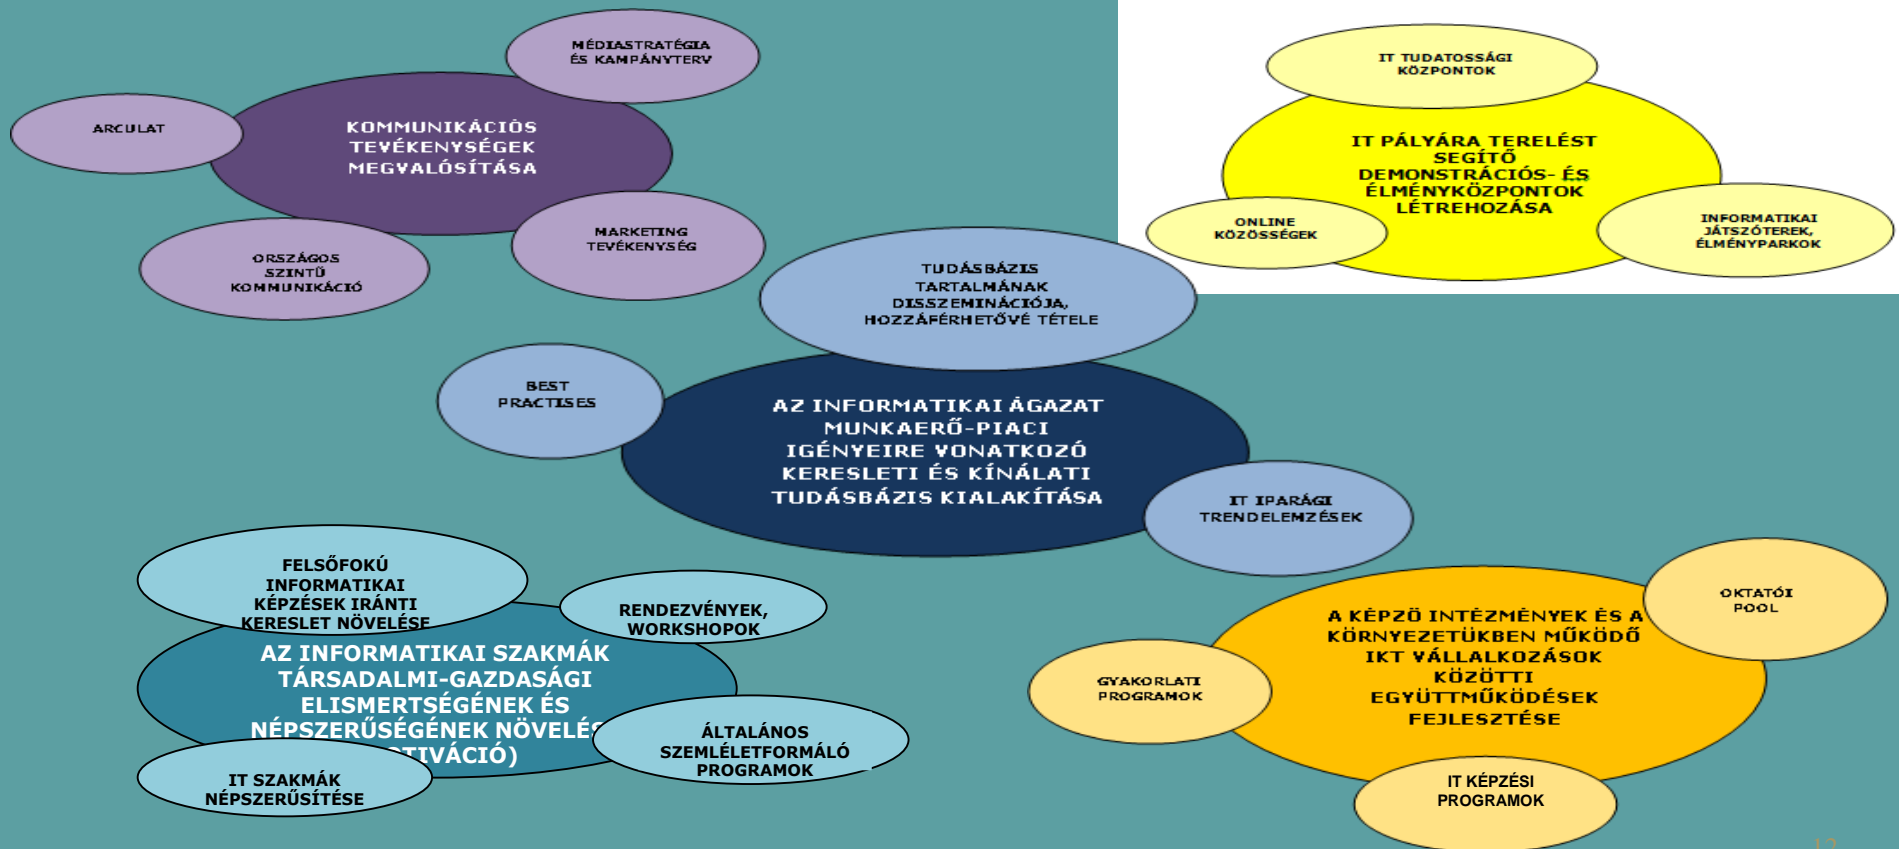 MÉDIASTRATÉGIA
ÉS KAMPÁNYTERV
ARCULAT
KOMMUNIKÁCIÓS
TEVÉKENYSÉGEK
MEGVALÓSÍTÁSA
MARKETING
TEVÉKENYSÉG
ORSZÁGOS
SZINTŰ
KOMMUNIKÁCIÓ
IT TUDATOSSÁGI
KÖZPONTOK
IT PÁLYÁRA TERELÉST
SEGÍTŐ
DEMONSTRÁCIÓS- ÉS
ÉLMÉNYKÖZPONTOK
LÉTREHOZÁSA
ONLINE
KÖZÖSSÉGEK
INFORMATIKAI
JÁTSZÓTEREK,
ÉLMÉNYPARKOK
TUDÁSBÁZIS
TARTALMÁNAK
DISSZEMINÁCIÓJA,
HOZZÁFÉRHETŐVÉ TÉTELE
BEST
PRACTISES
AZ INFORMATIKAI ÁGAZAT
MUNKAERŐ-PIACI
IGÉNYEIRE VONATKOZÓ
KERESLETI ÉS KÍNÁLATI
TUDÁSBÁZIS KIALAKÍTÁSA
IT IPARÁGI
TRENDELEMZÉSEK
FELSŐFOKÚ
INFORMATIKAI
KÉPZÉSEK IRÁNTI
KERESLET NÖVELÉSE
RENDEZVÉNYEK,
WORKSHOPOK
AZ INFORMATIKAI SZAKMÁK
TÁRSADALMI-GAZDASÁGI
ELISMERTSÉGÉNEK ÉS
NÉPSZERŰSÉGÉNEK NÖVELÉS
TIVÁCIÓ)
ÁLTALÁNOS
SZEMLÉLETFORMÁLÓ
PROGRAMOK
IT SZAKMÁK
NÉPSZERŰSÍTÉSE
OKTATÓI
POOL
A KÉPZŐ INTÉZMÉNYEK ÉS A
KÖRNYEZETÜKBEN MŰKÖDŐ
IKT VÁLLALKOZÁSOK
KÖZÖTTI
EGYÜTTMŰKÖDÉSEK
FEJLESZTÉSE
GYAKORLATI
PROGRAMOK
IT KÉPZÉSI
PROGRAMOK